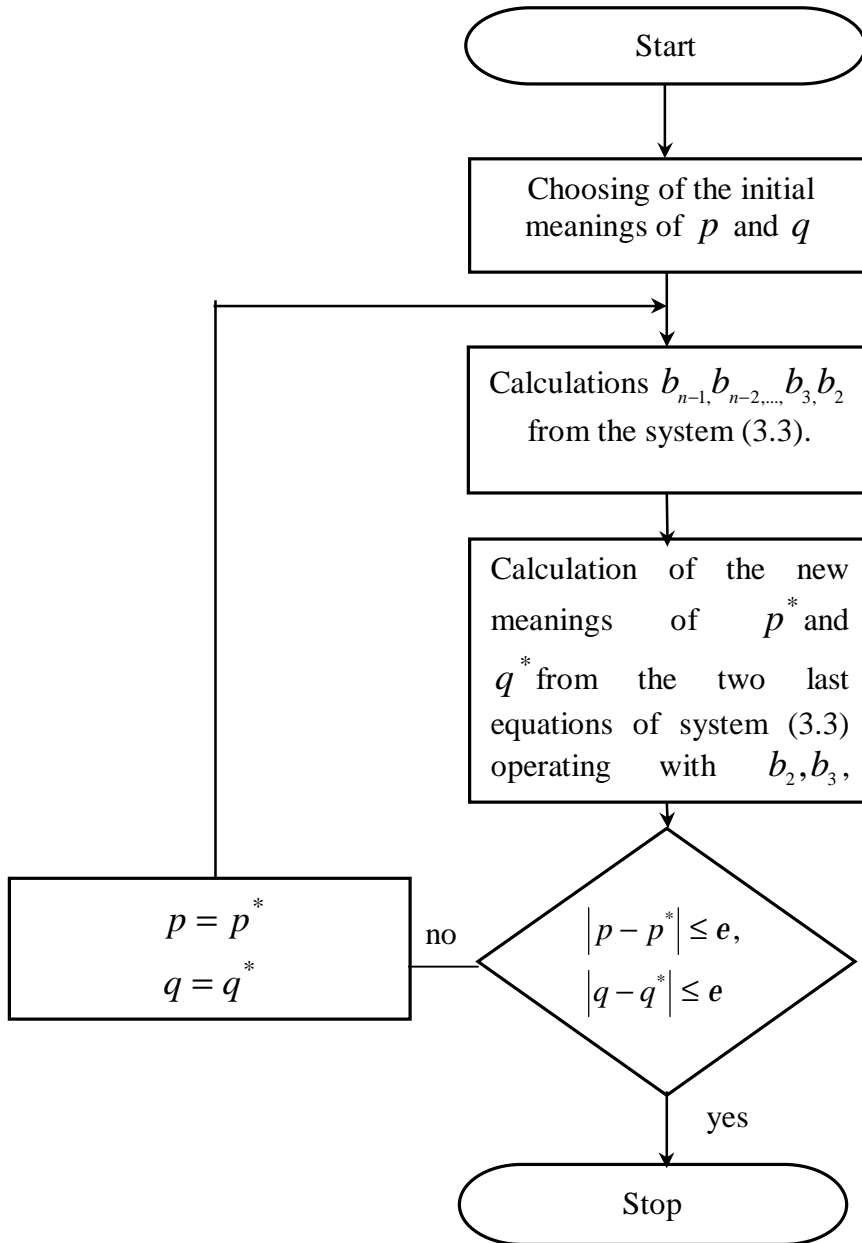 Start
Choosing of the initial
meanings of p and q
Calculations b_{n-1}, b_{n-2},..., b_3, b_2
from the system (3.3).
Calculation of the new
meanings of p* and
q* from the two last
equations of system (3.3)
operating with b_2, b_3,
p = p*
q = q*
no
|p − p*| ≤ e,
|q − q*| ≤ e
yes
Stop